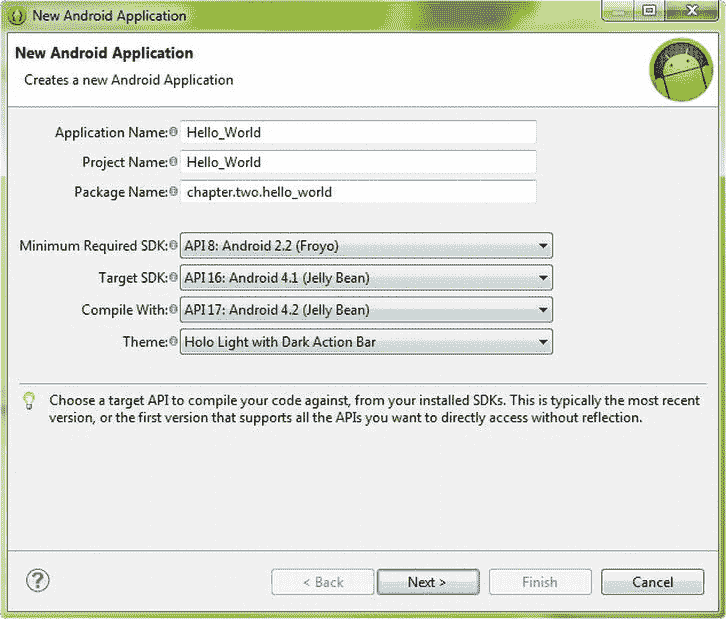 New Android Application
New Android Application
Creates a new Android Application
Application Name: Hello_World
Project Name: Hello_World
Package Name: chapter.two.hello_world
Minimum Required SDK: API 8: Android 2.2 (Froyo)
Target SDK: API 16: Android 4.1 (Jelly Bean)
Compile With: API 17: Android 4.2 (Jelly Bean)
Theme: Holo Light with Dark Action Bar
Choose a target API to compile your code against, from your installed SDKs. This is typically the most recent
version, or the first version that supports all the APIs you want to directly access without reflection.
? < Back Next > Finish Cancel